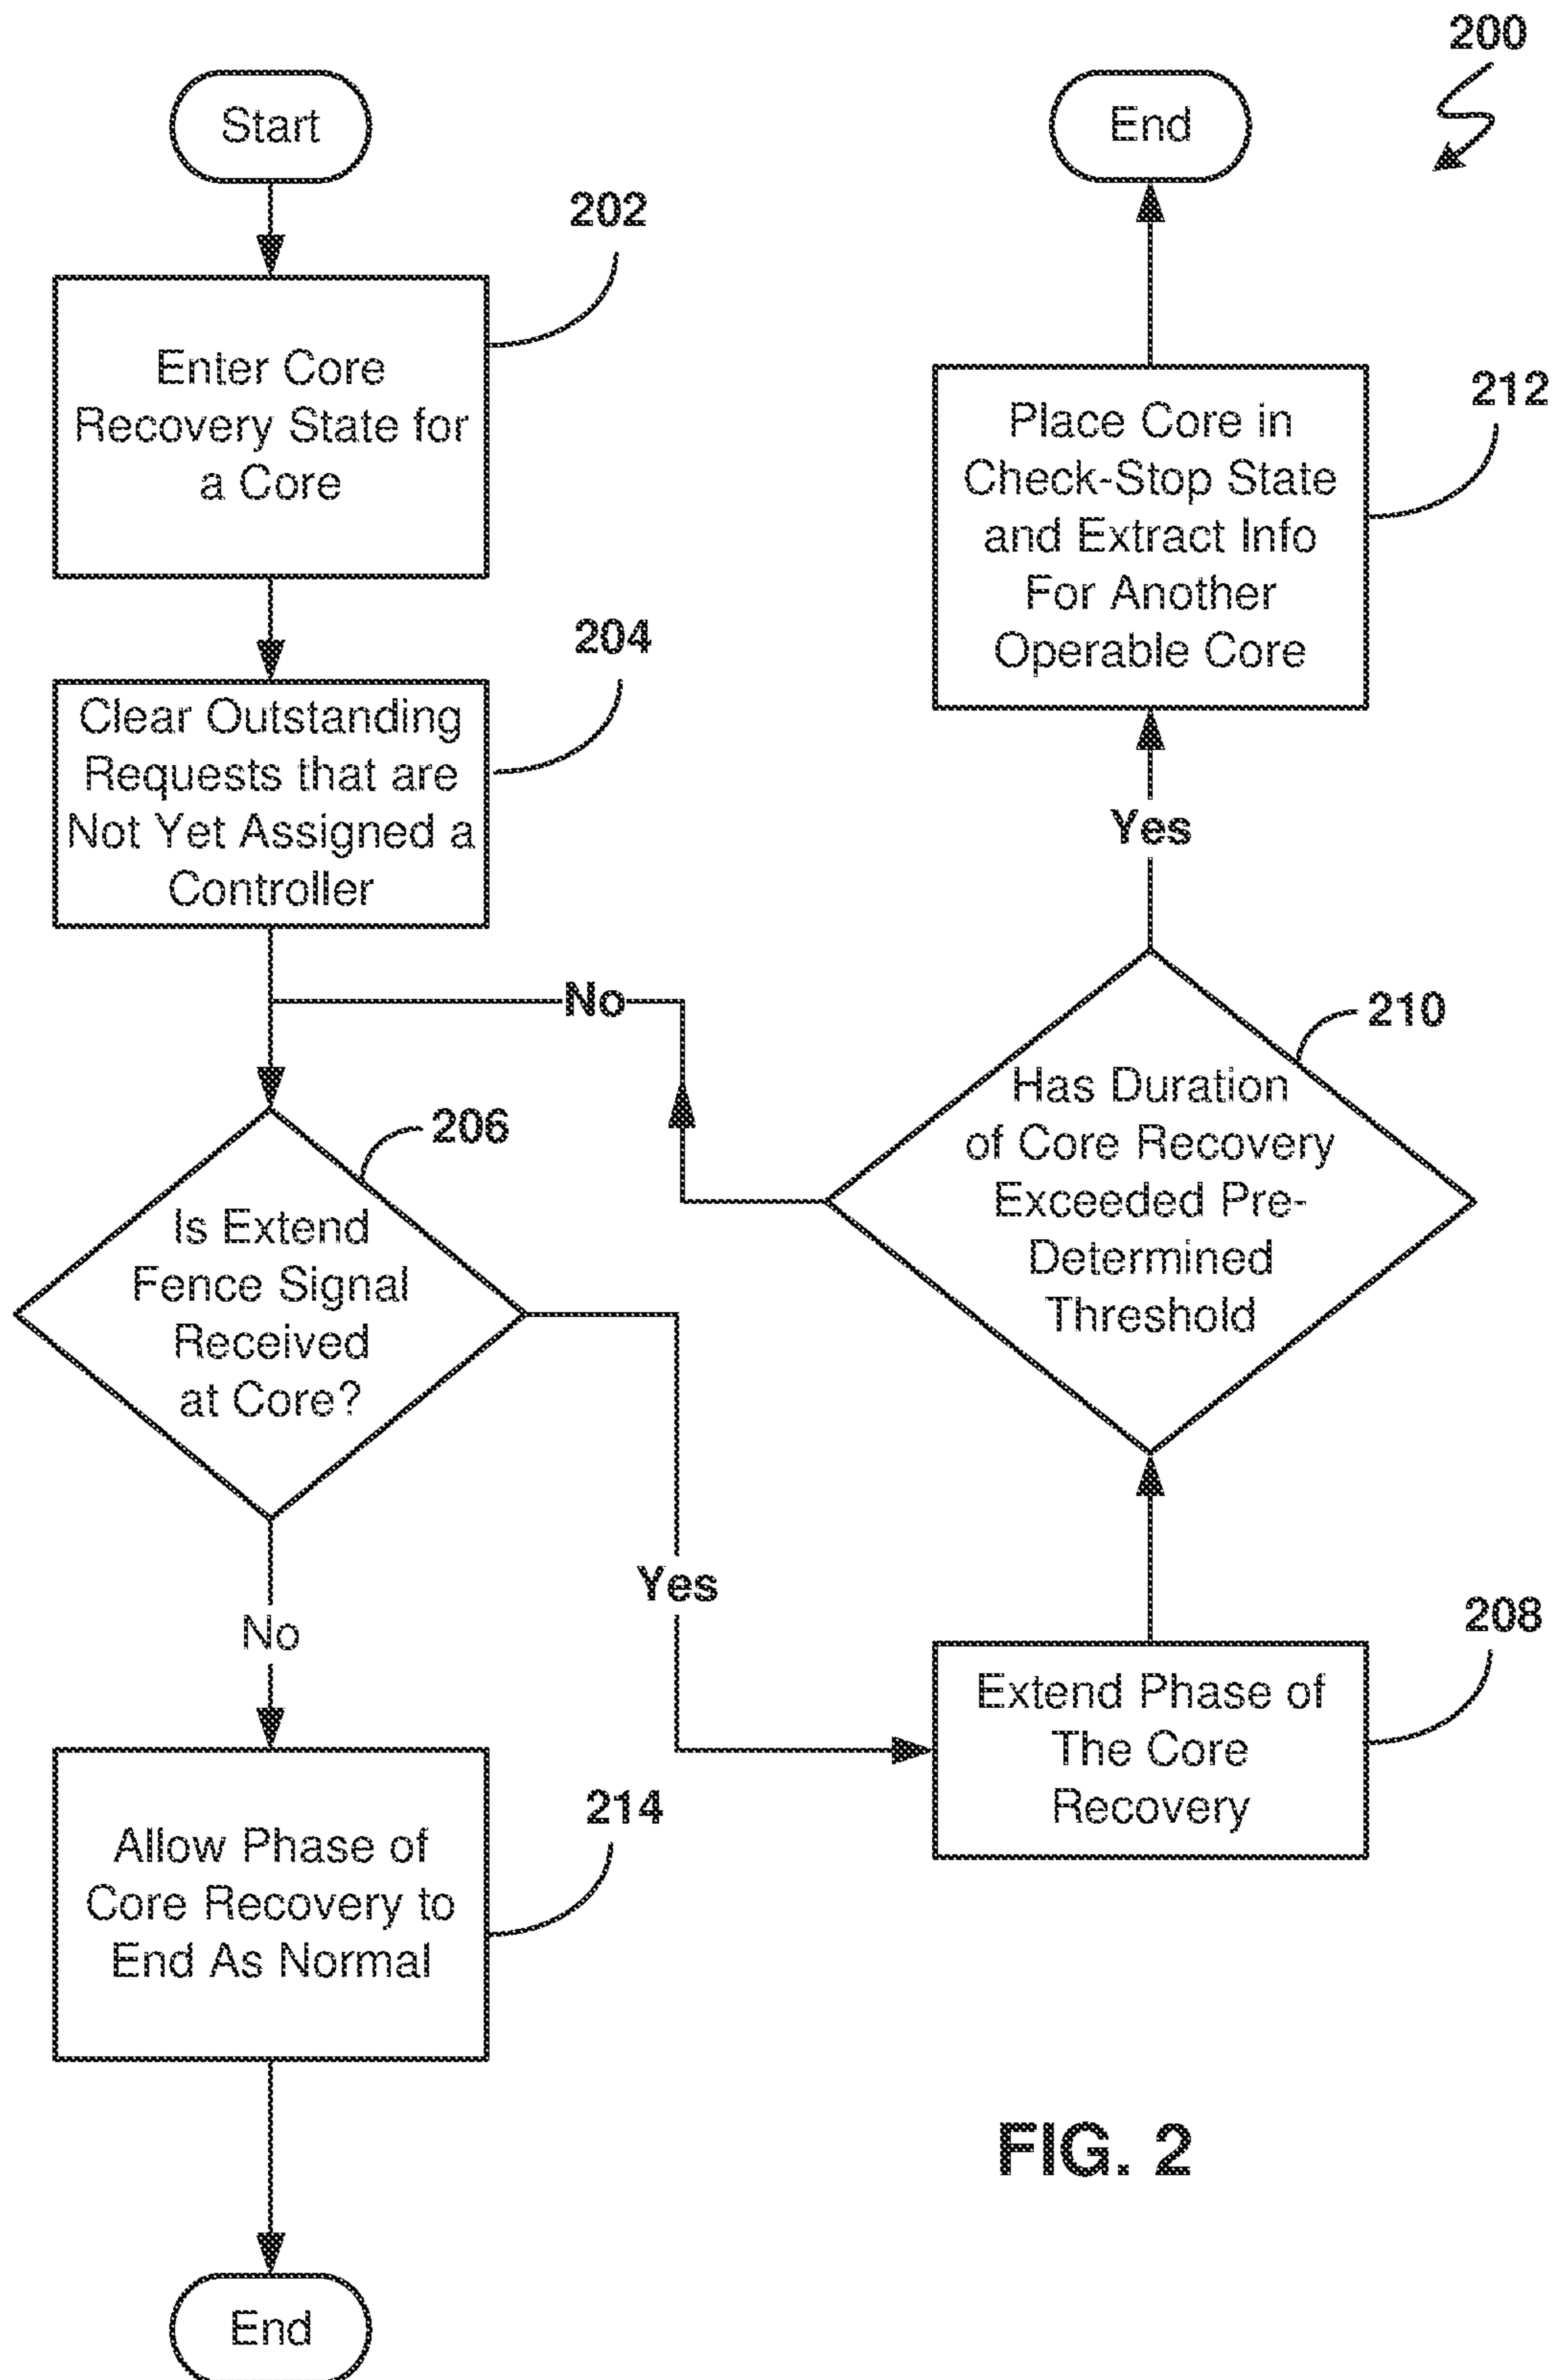 200
Start
202
Enter Core
Recovery State for
a Core
204
Clear Outstanding
Requests that are
Not Yet Assigned a
Controller
No
206
Is Extend
Fence Signal
Received
at Core?
No
Yes
214
Allow Phase of
Core Recovery to
End As Normal
End
End
212
Place Core in
Check-Stop State
and Extract Info
For Another
Operable Core
Yes
210
Has Duration
of Core Recovery
Exceeded Pre-
Determined
Threshold
208
Extend Phase of
The Core
Recovery
FIG. 2